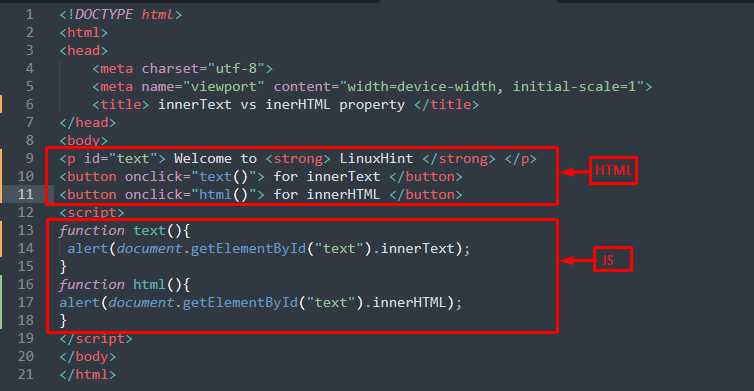 1 <!DOCTYPE html>
2 <html>
3 <head>
4     <meta charset="utf-8">
5     <meta name="viewport" content="width=device-width, initial-scale=1">
6     <title> innerText vs inerHTML property </title>
7 </head>
8 <body>
9 <p id="text"> Welcome to <strong> LinuxHint </strong> </p>
10 <button onclick="text()"> for innerText </button>
HTML
11 <button onclick="html()"> for innerHTML </button>
12 <script>
13 function text(){
14  alert(document.getElementById("text").innerText);
15 }
JS
16 function html(){
17 alert(document.getElementById("text").innerHTML);
18 }
19 </script>
20 </body>
21 </html>